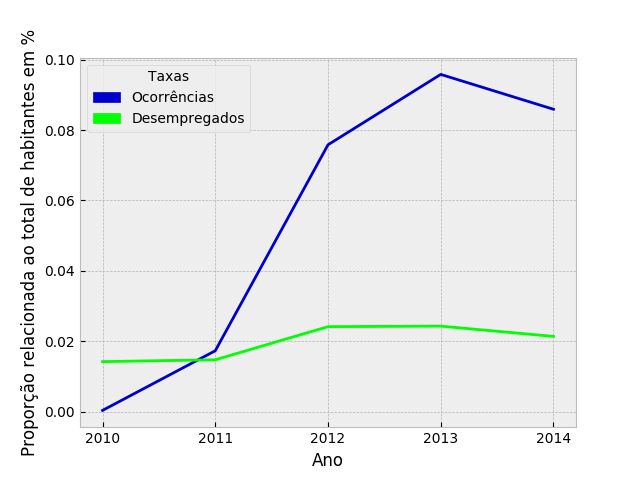 Proporção relacionada ao total de habitantes em %
0.10
0.08
0.06
0.04
0.02
0.00
Taxas
Ocorrências
Desempregados
2010 2011 2012 2013 2014
Ano